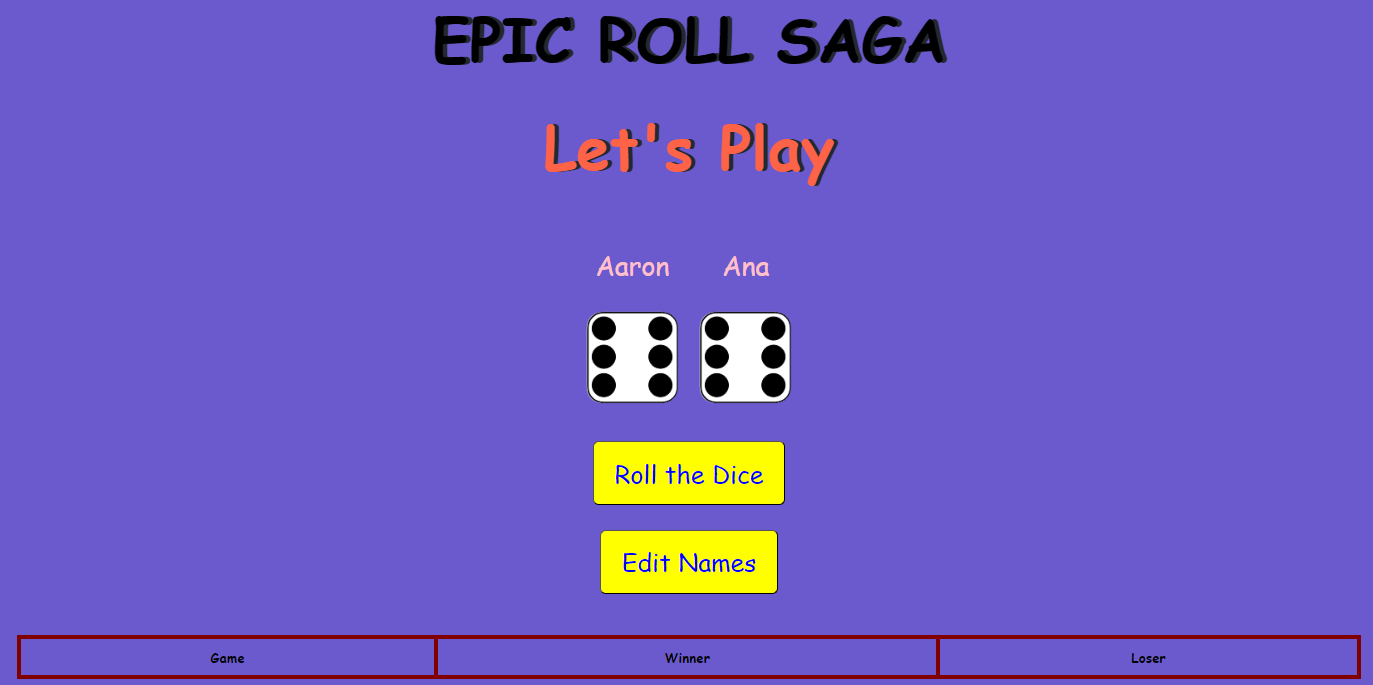 EPIC ROLL SAGA
Let's Play
Aaron Ana
Roll the Dice
Edit Names
Game Winner Loser